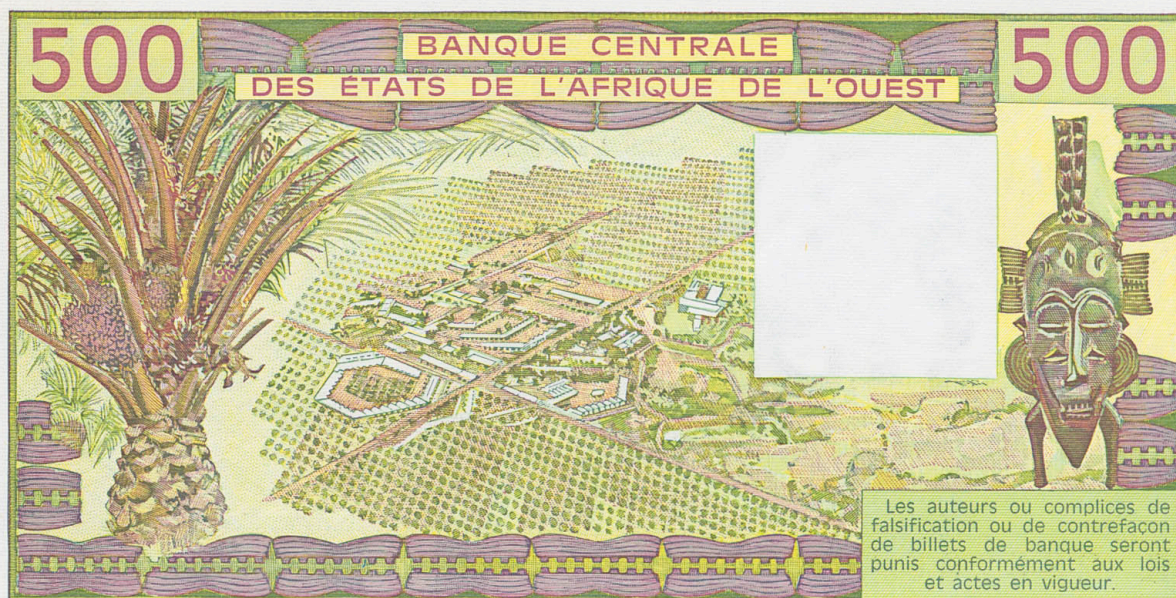 500
BANQUE CENTRALE
500
DES ÉTATS DE L'AFRIQUE DE L'OUEST
Les auteurs ou complices de
falsification ou de contrefaçon
de billets de banque seront
punis conformément aux lois
et actes en vigueur.